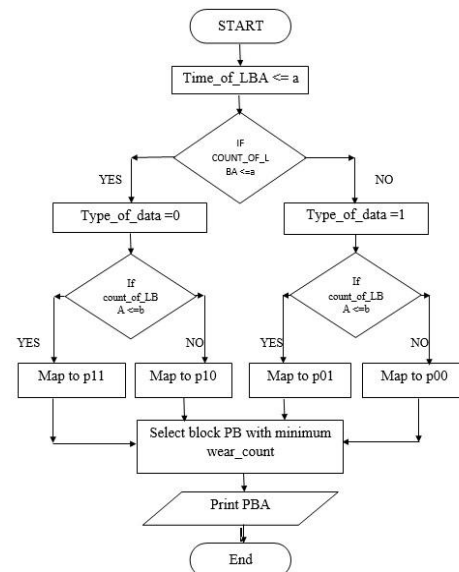 START
Time_of_LBA <= a
IF
COUNT_OF_L
BA <=a
YES
NO
Type_of_data =0
Type_of_data =1
If
count_of_LB
A <=b
If
count_of_LB
A <=b
YES
NO
YES
NO
Map to p11
Map to p10
Map to p01
Map to p00
Select block PB with minimum
wear_count
Print PBA
End